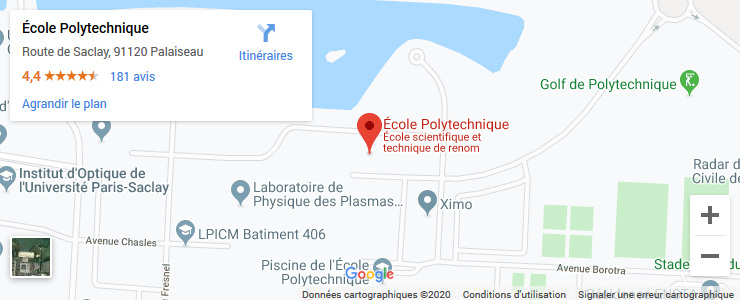 École Polytechnique
Route de Saclay, 91120 Palaiseau
4,4
181 avis
Agrandir le plan
Itinéraires
Golf de Polytechnique
École Polytechnique
École scientifique et
technique de renom
Institut d'Optique de
l'Université Paris-Saclay
Laboratoire de
Physique des Plasmas...
Ximo
Radar d
Civile de
LPICM Batiment 406
Avenue Chasles
Fresnel
Piscine de l'École
Polytechnique
Google
Avenue Borotra
Stade
du
Données cartographiques ©2020
Conditions d'utilisation
Signaler une erreur cartographique